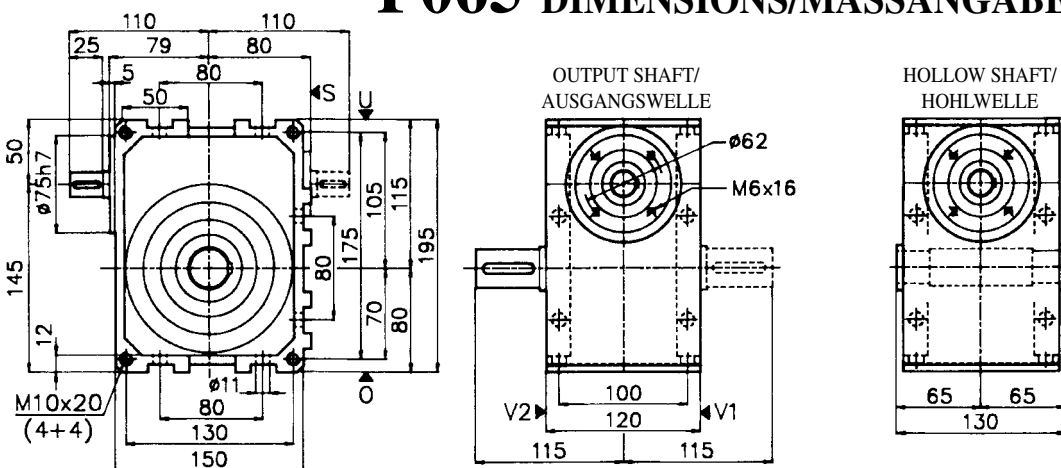 DIMENSIONS/MASSANGABE
110 110
25 79 80
5 80
50
S
U
50
ø75h7
145
12
105
115
175
195
80
70
80
ø11
O
M10x20
(4+4)
80
130
150
OUTPUT SHAFT/
AUSGANGSWELLE
ø62
M6x16
100
V2 120 V1
115 115
HOLLOW SHAFT/
HOHLWELLE
65 65
130